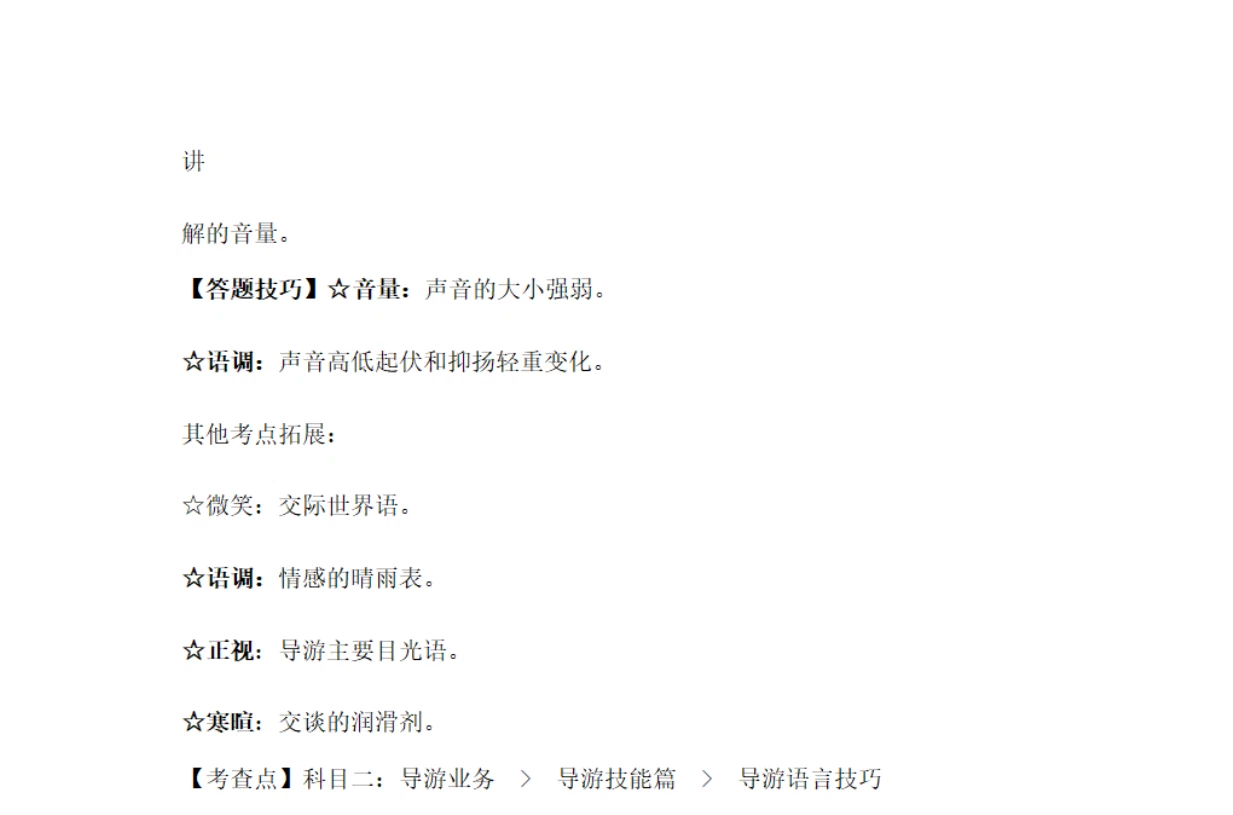 讲
解的音量。
【答题技巧】☆音量：声音的大小强弱。
☆语调：声音高低起伏和抑扬轻重变化。
其他考点拓展：
☆微笑：交际世界语。
☆语调：情感的晴雨表。
☆正视：导游主要目光语。
☆寒暄：交谈的润滑剂。
【考查点】科目二：导游业务 > 导游技能篇 > 导游语言技巧